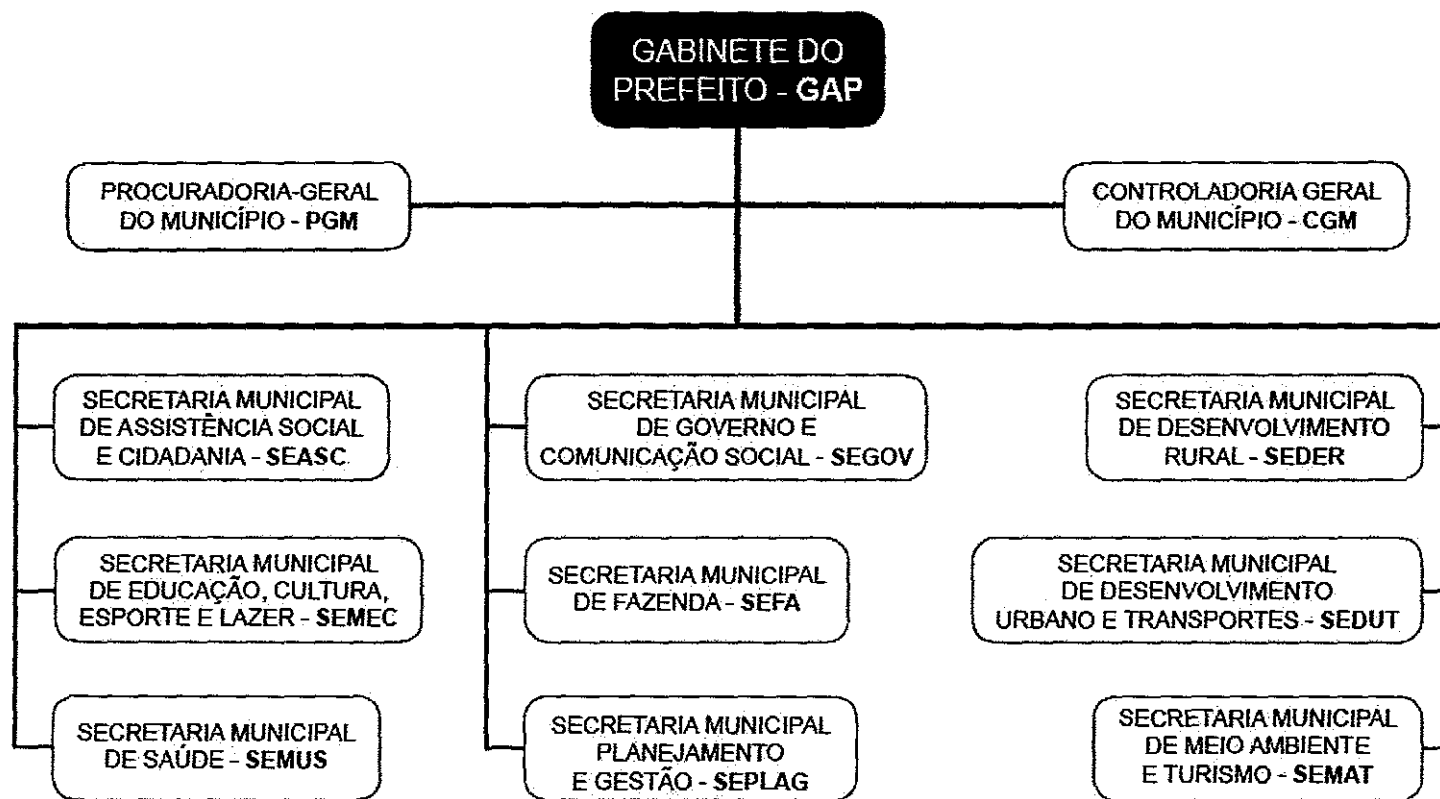 GABINETE DO
PREFEITO - GAP
PROCURADORIA-GERAL
DO MUNICÍPIO - PGM
CONTROLADORIA GERAL
DO MUNICÍPIO - CGM
SECRETARIA MUNICIPAL
DE ASSISTÊNCIA SOCIAL
E CIDADANIA - SEASC
SECRETARIA MUNICIPAL
DE GOVERNO E
COMUNICAÇÃO SOCIAL - SEGOV
SECRETARIA MUNICIPAL
DE DESENVOLVIMENTO
RURAL - SEDER
SECRETARIA MUNICIPAL
DE EDUCAÇÃO, CULTURA,
ESPORTE E LAZER - SEMEC
SECRETARIA MUNICIPAL
DE FAZENDA - SEFA
SECRETARIA MUNICIPAL
DE DESENVOLVIMENTO
URBANO E TRANSPORTES - SEDUT
SECRETARIA MUNICIPAL
DE SAÚDE - SEMUS
SECRETARIA MUNICIPAL
PLANEJAMENTO
E GESTÃO - SEPLAG
SECRETARIA MUNICIPAL
DE MEIO AMBIENTE
E TURISMO - SEMAT